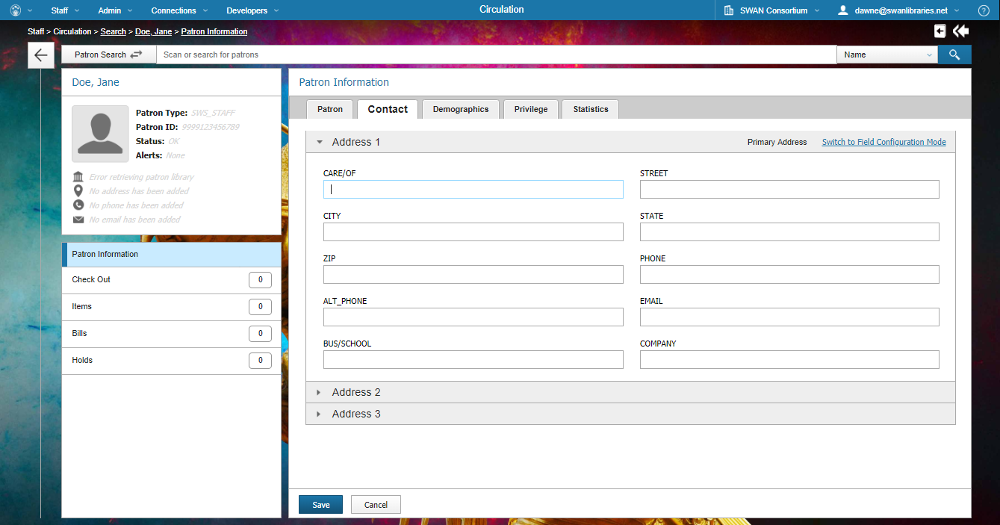 Staff Admin Connections Developers Circulation SWAN Consortium dawne@swanlibraries.net ?
Staff > Circulation > Search > Doe, Jane > Patron Information
Patron Search Scan or search for patrons Name
Doe, Jane
Patron Type: SWS_STAFF
Patron ID: 9999123456789
Status: OK
Alerts: None
Error retrieving patron library
No address has been added
No phone has been added
No email has been added
Patron Information
Check Out 0
Items 0
Bills 0
Holds 0
Patron Information
Patron Contact Demographics Privilege Statistics
Address 1 Primary Address Switch to Field Configuration Mode
CARE/OF STREET
CITY STATE
ZIP PHONE
ALT_PHONE EMAIL
BUS/SCHOOL COMPANY
Address 2
Address 3
Save Cancel